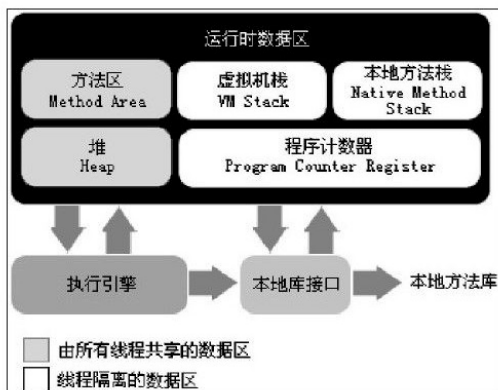 运行时数据区
方法区
Method Area
虚拟机栈
VM Stack
本地方法栈
Native Method
Stack
堆
Heap
程序计数器
Program Counter Register
执行引擎
本地库接口
本地方法库
由所有线程共享的数据区
线程隔离的数据区